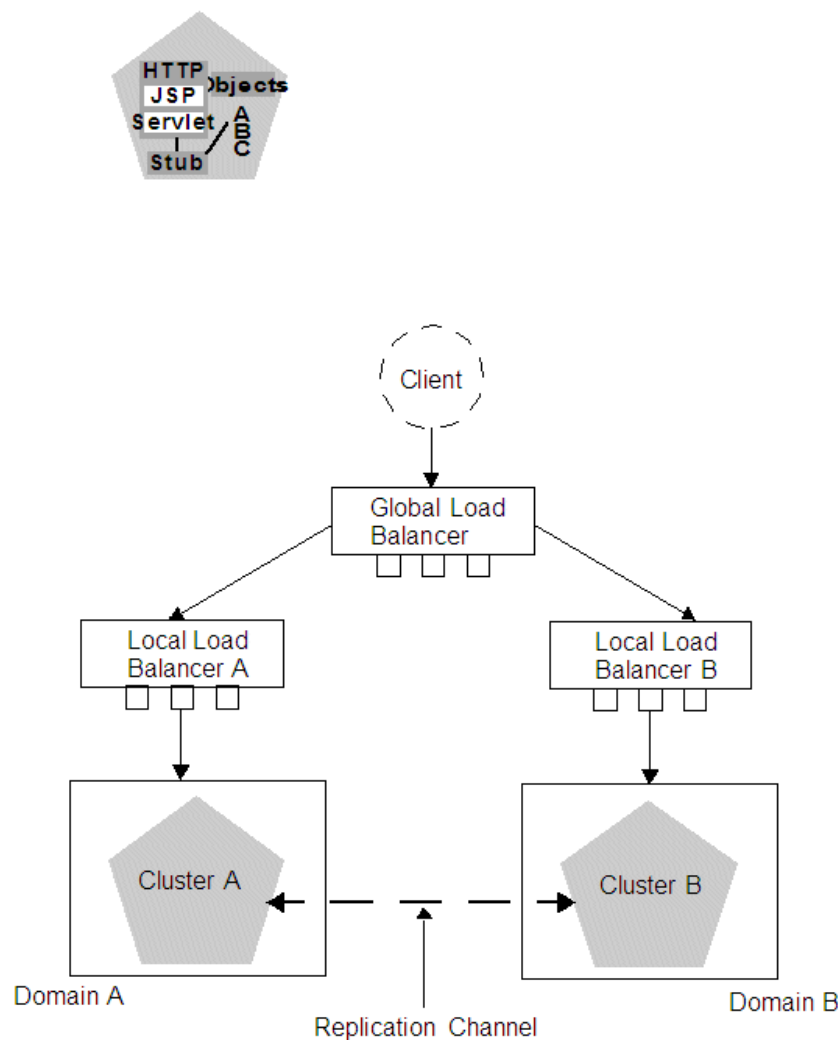 HTTP
Objects
JSP
Servlet
A
B
C
Stub
Client
Global Load
Balancer
Local Load
Balancer A
Local Load
Balancer B
Cluster A
Cluster B
Domain A
Domain B
Replication Channel